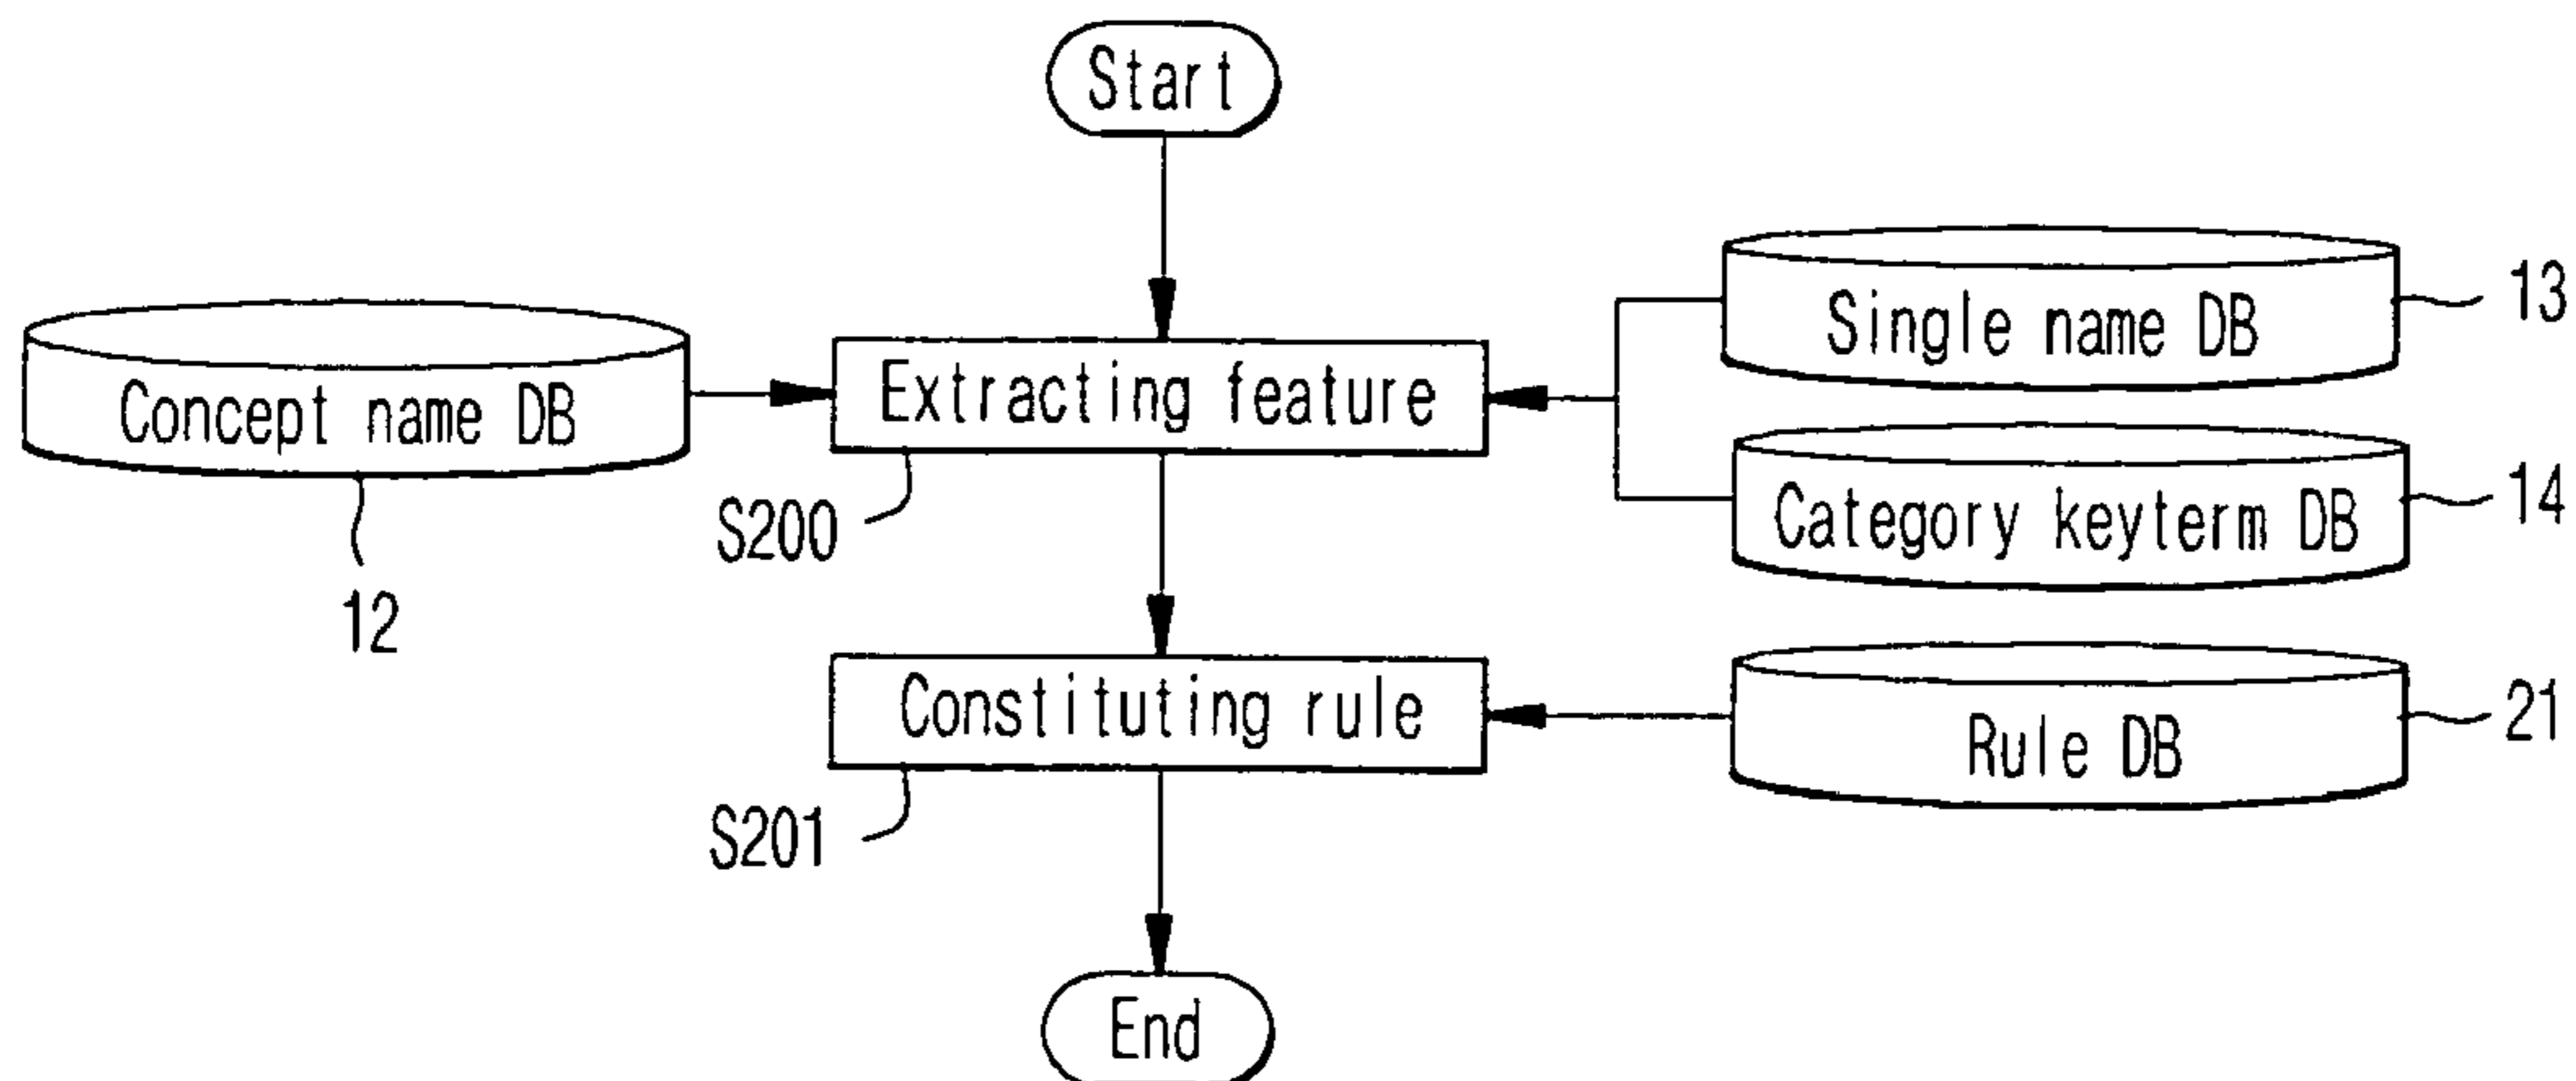 Start
Single name DB
13
Concept name DB
Extracting feature
Category keyterm DB
14
S200
12
Constituting rule
Rule DB
21
S201
End